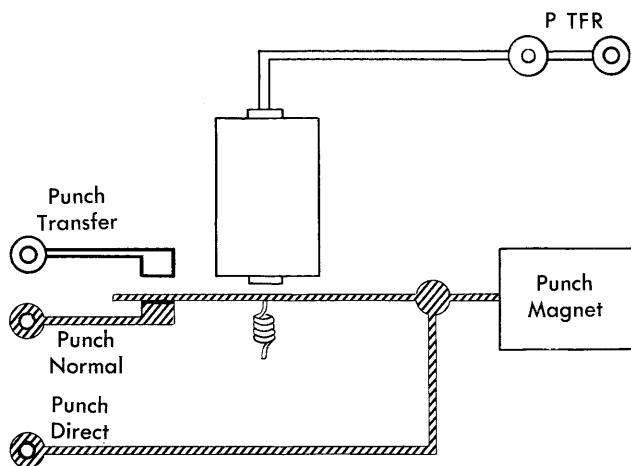 P TFR
Punch
Transfer
Punch
Magnet
Punch
Normal
Punch
Direct